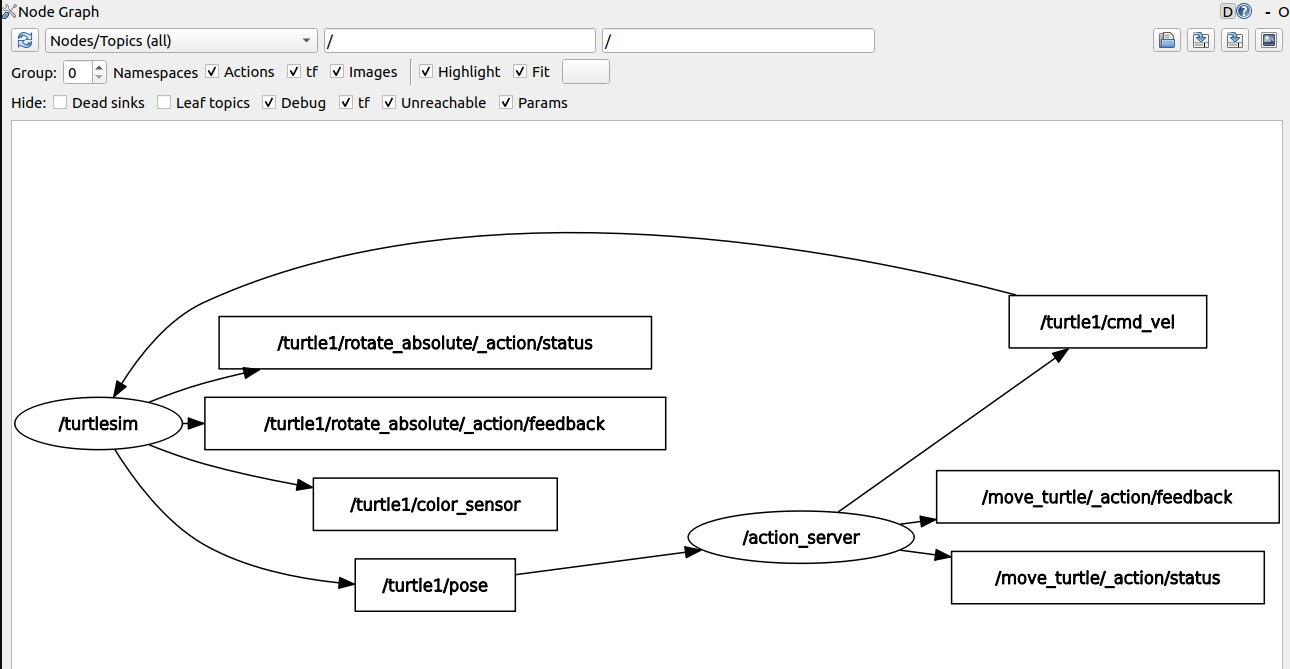 Node Graph D ? - O
Nodes/Topics (all) / /
Group: 0 Namespaces Actions tf Images Highlight Fit
Hide: Dead sinks Leaf topics Debug tf Unreachable Params
/turtle1/cmd_vel
/turtle1/rotate_absolute/_action/status
/turtlesim
/turtle1/rotate_absolute/_action/feedback
/turtle1/color_sensor
/move_turtle/_action/feedback
/action_server
/turtle1/pose
/move_turtle/_action/status